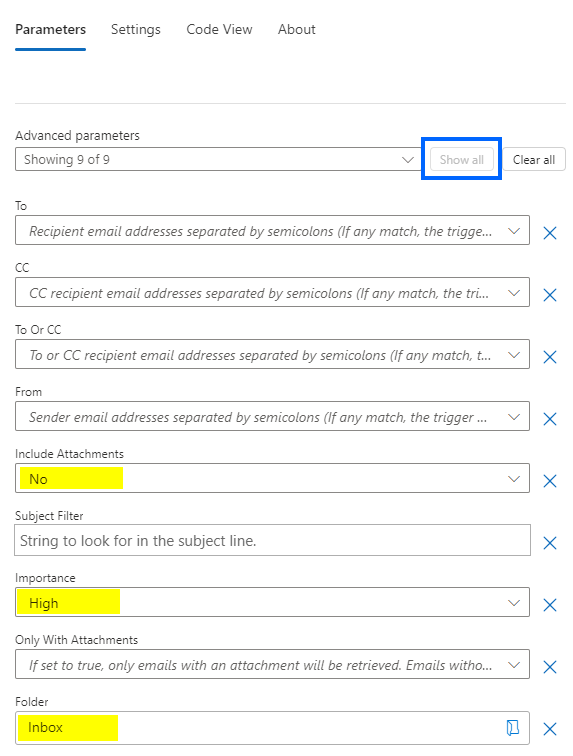 Parameters Settings Code View About
Advanced parameters
Showing 9 of 9 Show all Clear all
To
Recipient email addresses separated by semicolons (If any match, the trigge...
CC
CC recipient email addresses separated by semicolons (If any match, the tri...
To Or CC
To or CC recipient email addresses separated by semicolons (If any match, t...
From
Sender email addresses separated by semicolons (If any match, the trigger ...
Include Attachments
No
Subject Filter
String to look for in the subject line.
Importance
High
Only With Attachments
If set to true, only emails with an attachment will be retrieved. Emails witho...
Folder
Inbox